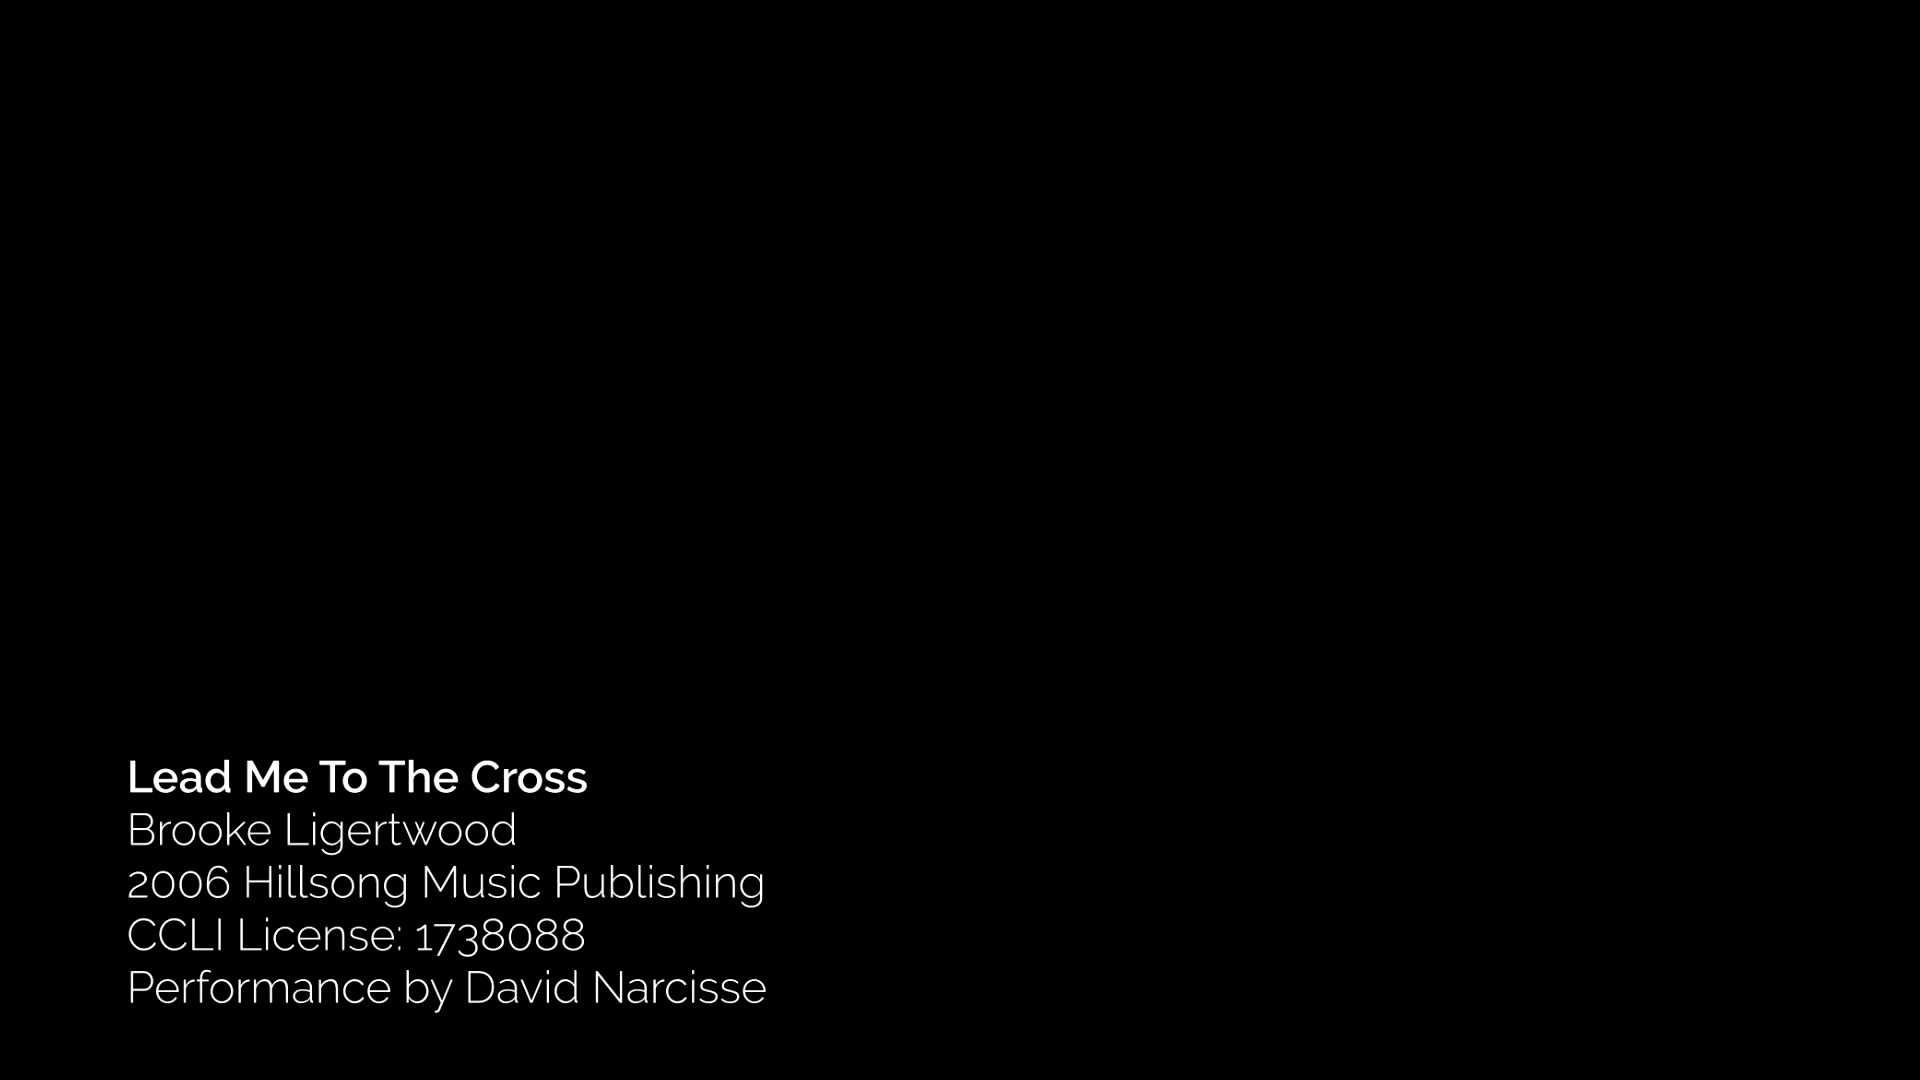 Lead Me To The Cross
Brooke Ligertwood
2006 Hillsong Music Publishing
CCLI License: 1738088
Performance by David Narcisse